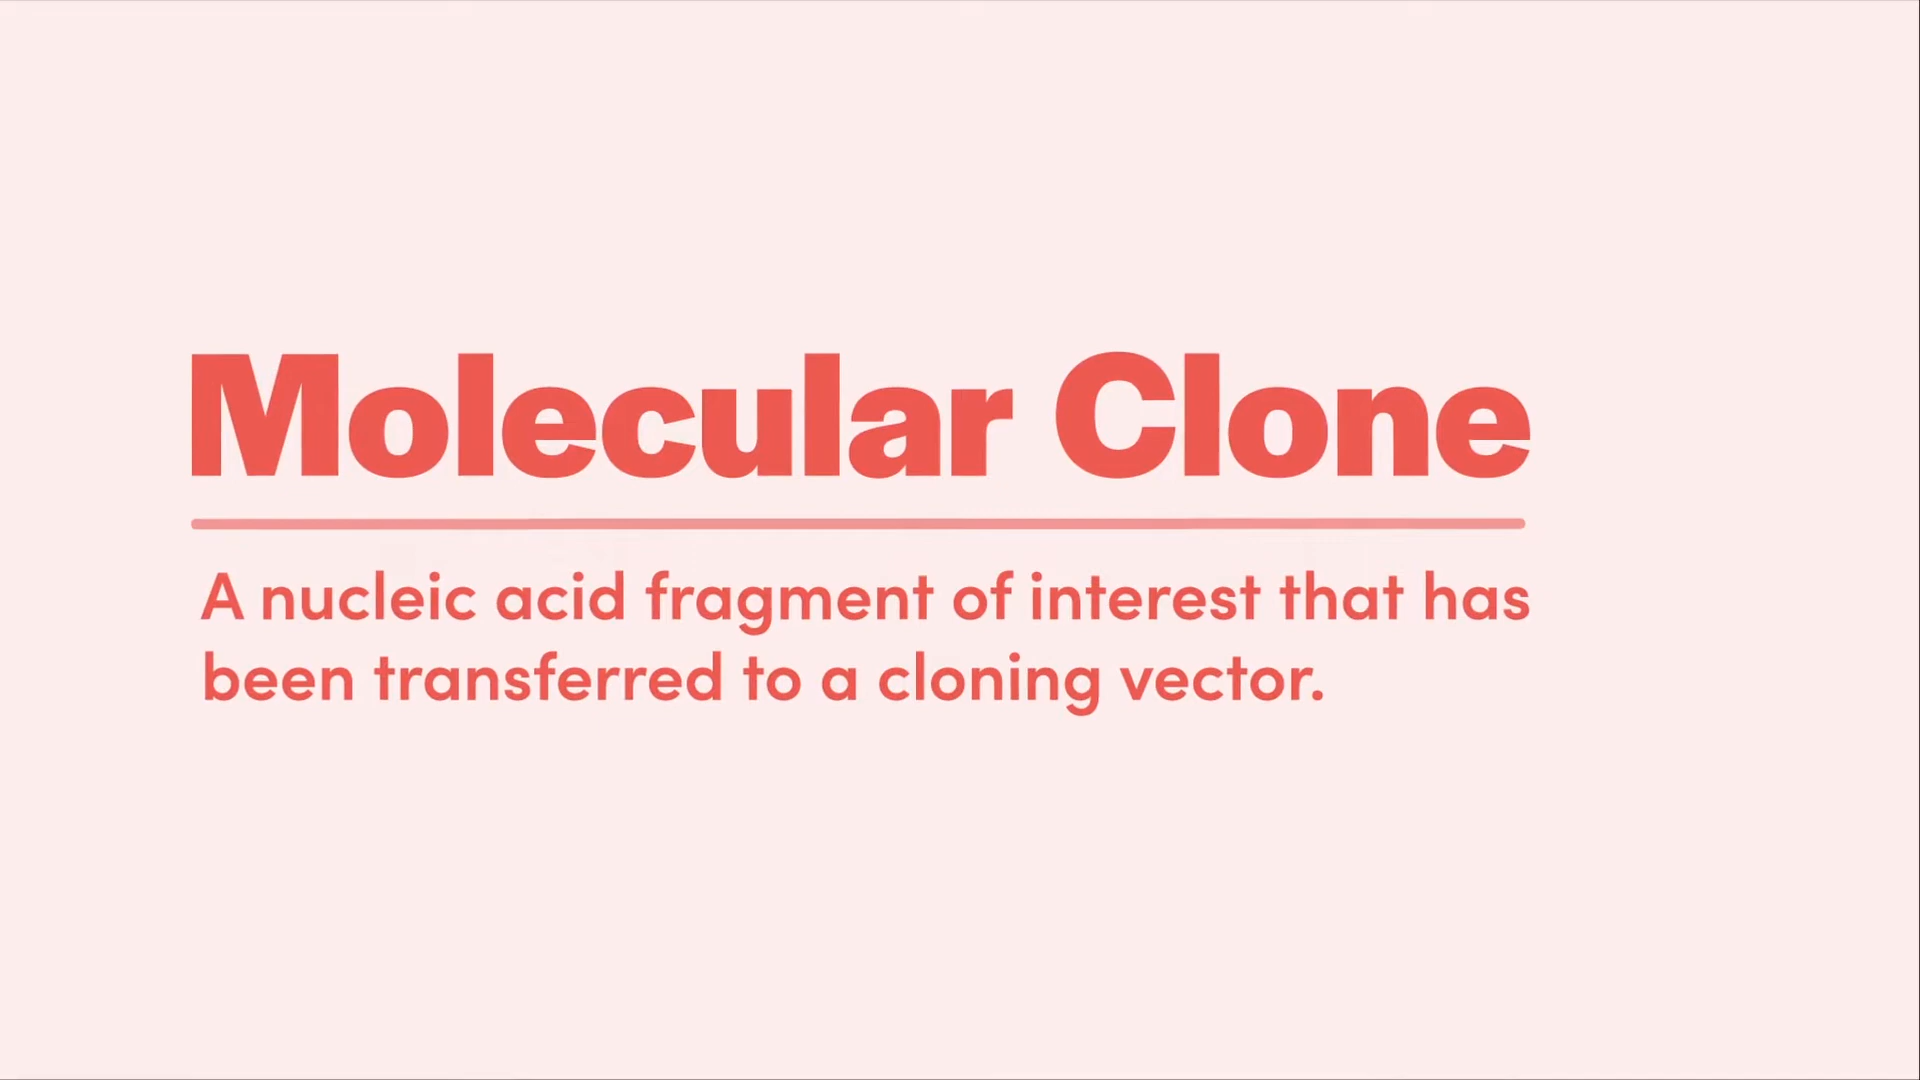 Molecular Clone
A nucleic acid fragment of interest that has
been transferred to a cloning vector.